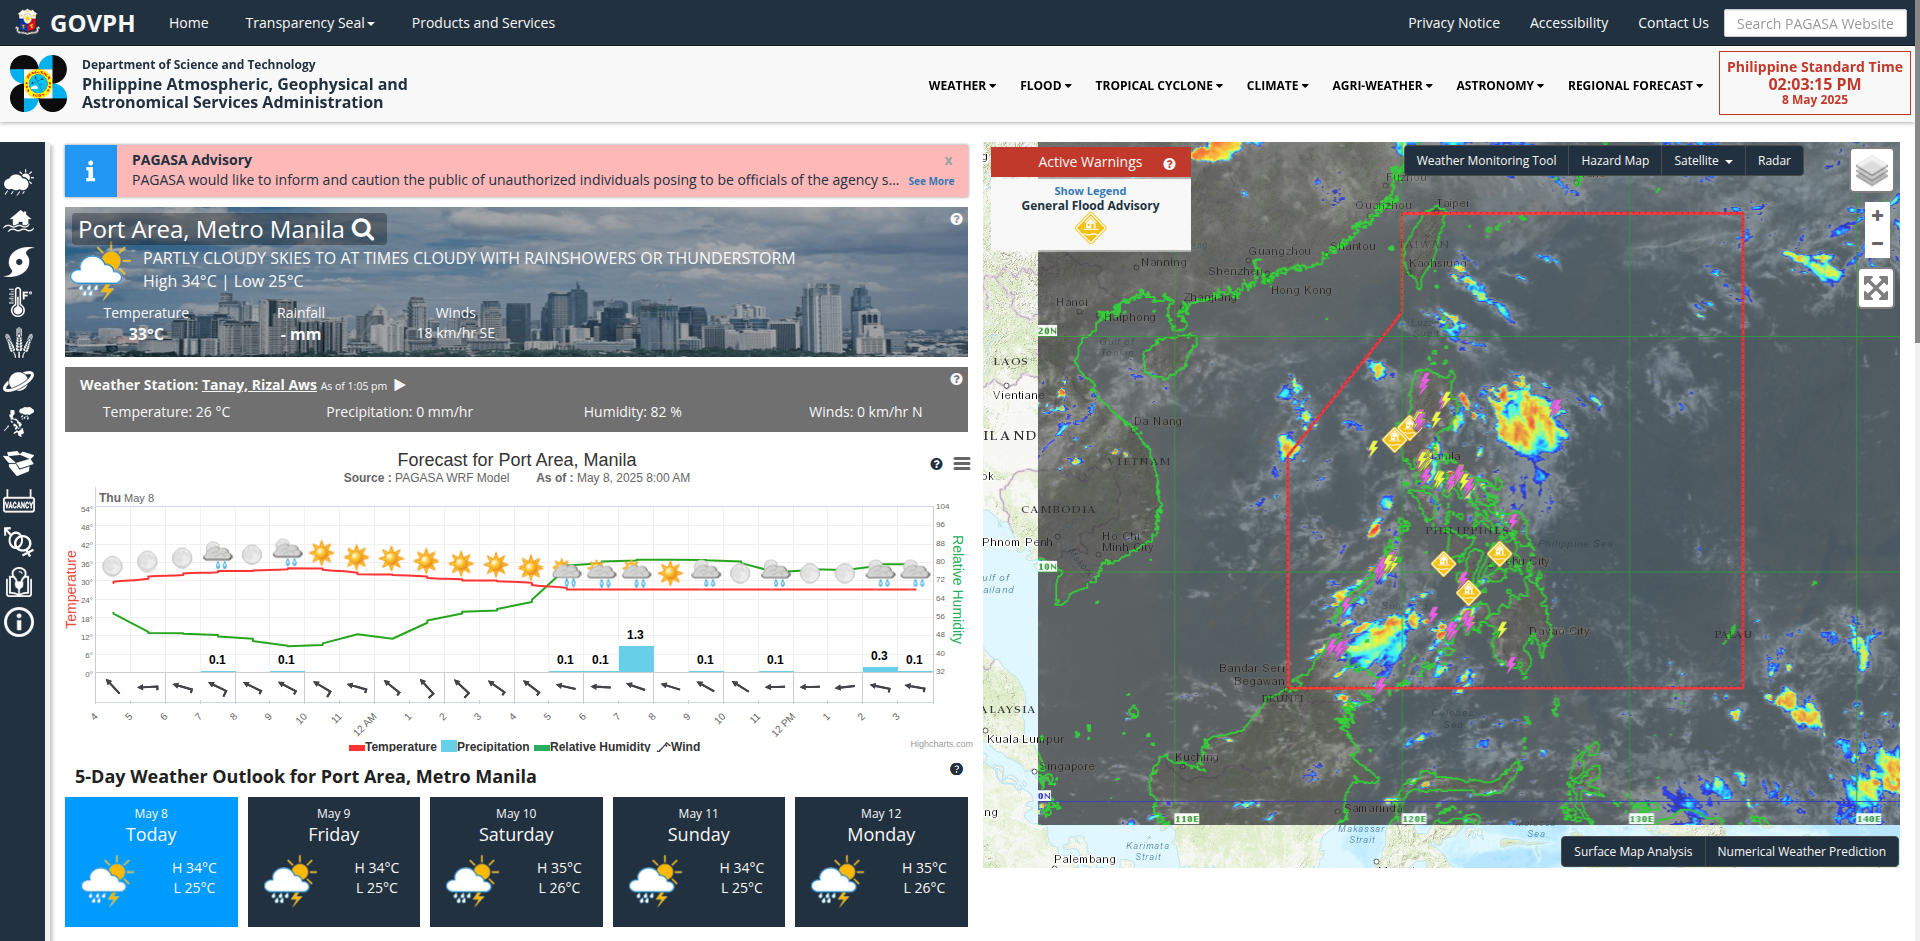 GOVPH Home Transparency Seal Products and Services Privacy Notice Accessibility Contact Us Search PAGASA Website
Department of Science and Technology
Philippine Atmospheric, Geophysical and
Astronomical Services Administration
WEATHER FLOOD TROPICAL CYCLONE CLIMATE AGRI-WEATHER ASTRONOMY REGIONAL FORECAST
Philippine Standard Time
02:03:15 PM
8 May 2025
VACANCY
PAGASA Advisory x
PAGASA would like to inform and caution the public of unauthorized individuals posing to be officials of the agency s... See More
Port Area, Metro Manila
PARTLY CLOUDY SKIES TO AT TIMES CLOUDY WITH RAINSHOWERS OR THUNDERSTORM
High 34°C | Low 25°C
Temperature Rainfall Winds
33°C - mm 18 km/hr SE
Weather Station: Tanay, Rizal Aws As of 1:05 pm
Temperature: 26 °C Precipitation: 0 mm/hr Humidity: 82 % Winds: 0 km/hr N
Forecast for Port Area, Manila
Source : PAGASA WRF Model As of : May 8, 2025 8:00 AM
Thu May 8
54° 48° 42° 36° 30° 24° 18° 12° 6° 0°
Temperature
104 96 88 80 72 64 56 48 40 32
Relative Humidity
0.1 0.1 0.1 0.1 1.3 0.1 0.1 0.3 0.1
4 5 6 7 8 9 10 11 12 AM 1 2 3 4 5 6 7 8 9 10 11 12 PM 1 2 3
Temperature Precipitation Relative Humidity Wind
Highcharts.com
5-Day Weather Outlook for Port Area, Metro Manila
May 8
Today
H 34°C
L 25°C
May 9
Friday
H 34°C
L 25°C
May 10
Saturday
H 35°C
L 26°C
May 11
Sunday
H 34°C
L 25°C
May 12
Monday
H 35°C
L 26°C
Active Warnings
Show Legend
General Flood Advisory
Weather Monitoring Tool Hazard Map Satellite Radar
+
−
Fuzhou
Quanzhou
Taipei
Guangzhou
Shantou
TAIWAN
Nanning
Shenzhen
Kaohsiung
Hanoi
Zhanjiang
Hong Kong
Haiphong
20N
Gulf of
Tonkin
LAOS
Vientiane
Da Nang
ILAND
VIETNAM
Manila
ok
CAMBODIA
PHILIPPINES
Phnom Penh
Ho Chi
Minh City
Philippine Sea
Cebu City
10N
ulf of
ailand
Davao City
PALAU
Bandar Seri
Begawan
BRUNEI
ALAYSIA
Celebes
Sea
Kuala Lumpur
Kuching
Singapore
0N
ng
Samarinda
110E 120E 130E 140E
Makassar
Strait
Molucca
Sea
Karimata
Strait
Palembang
Surface Map Analysis Numerical Weather Prediction